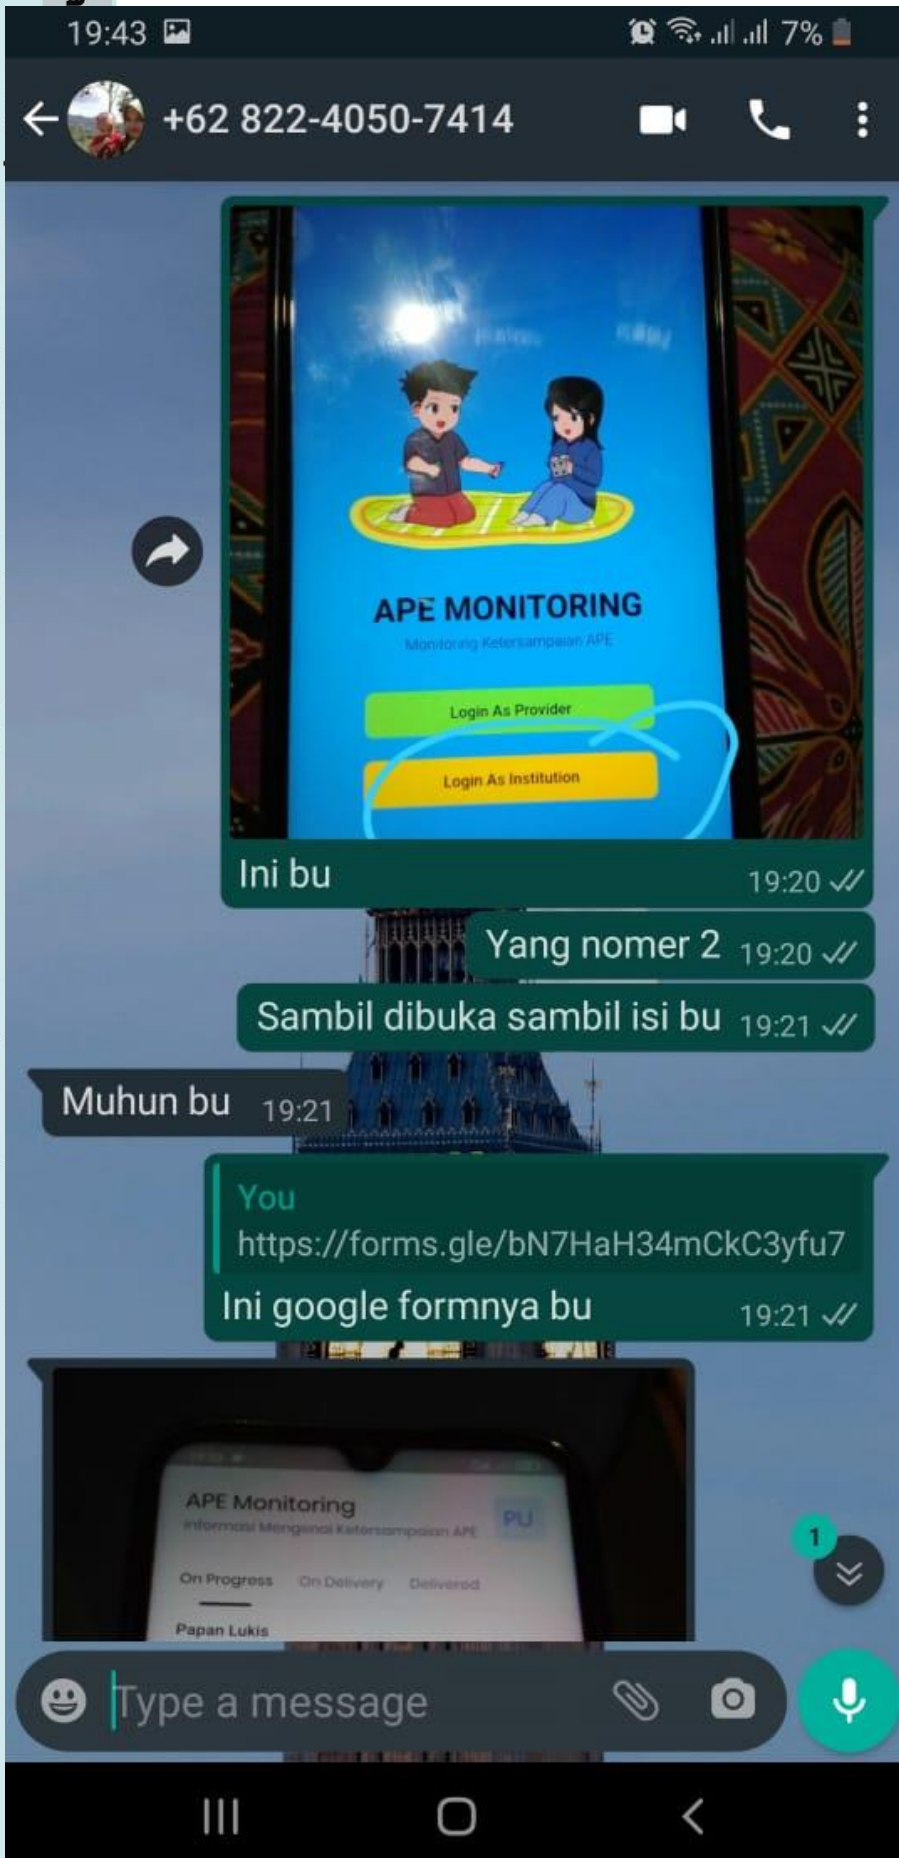 19:43
7%
+62 822-4050-7414
APE MONITORING
Monitoring Ketersampaian APE
Login As Provider
Login As Institution
Ini bu
19:20
Yang nomer 2 19:20
Sambil dibuka sambil isi bu 19:21
Muhun bu 19:21
You
https://forms.gle/bN7HaH34mCkC3yfu7
Ini google formnya bu 19:21
APE Monitoring
PU
Informasi Mengenai Ketersampaian APE
On Progress On Delivery Delivered
Papan Lukis
1
Type a message